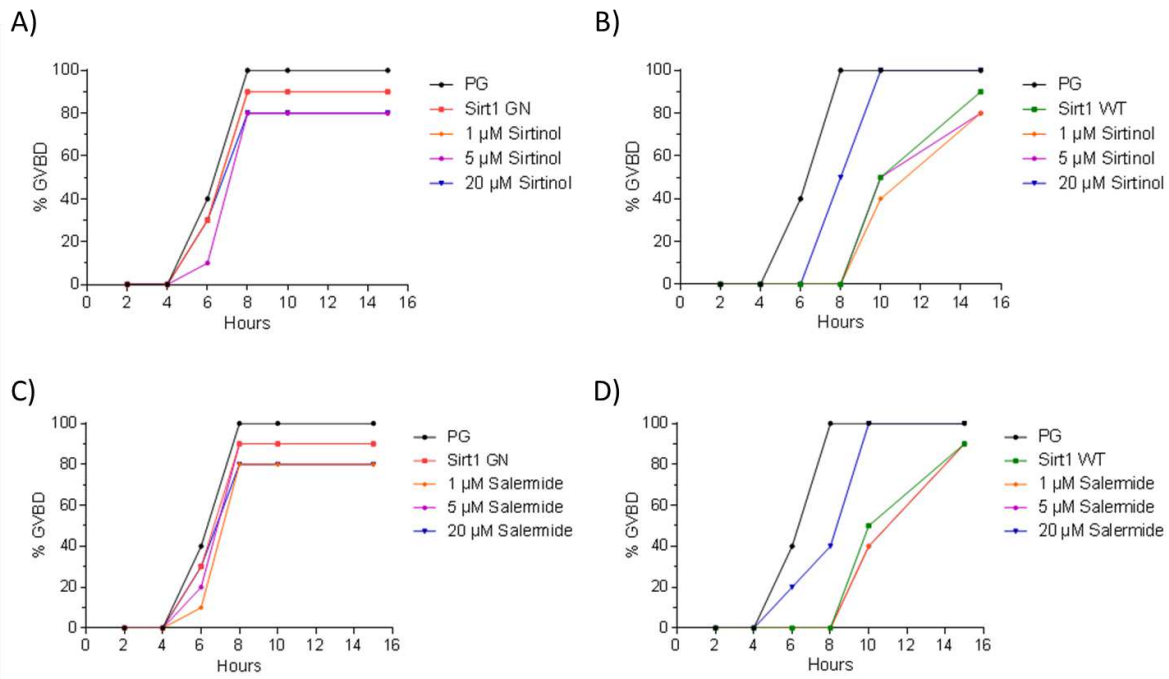 A)
% GVBD
100
80
60
40
20
0
0 2 4 6 8 10 12 14 16
Hours
PG
Sirt1 GN
1 µM Sirtinol
5 µM Sirtinol
20 µM Sirtinol
B)
% GVBD
100
80
60
40
20
0
0 2 4 6 8 10 12 14 16
Hours
PG
Sirt1 WT
1 µM Sirtinol
5 µM Sirtinol
20 µM Sirtinol
C)
% GVBD
100
80
60
40
20
0
0 2 4 6 8 10 12 14 16
Hours
PG
Sirt1 GN
1 µM Salermide
5 µM Salermide
20 µM Salermide
D)
% GVBD
100
80
60
40
20
0
0 2 4 6 8 10 12 14 16
Hours
PG
Sirt1 WT
1 µM Salermide
5 µM Salermide
20 µM Salermide